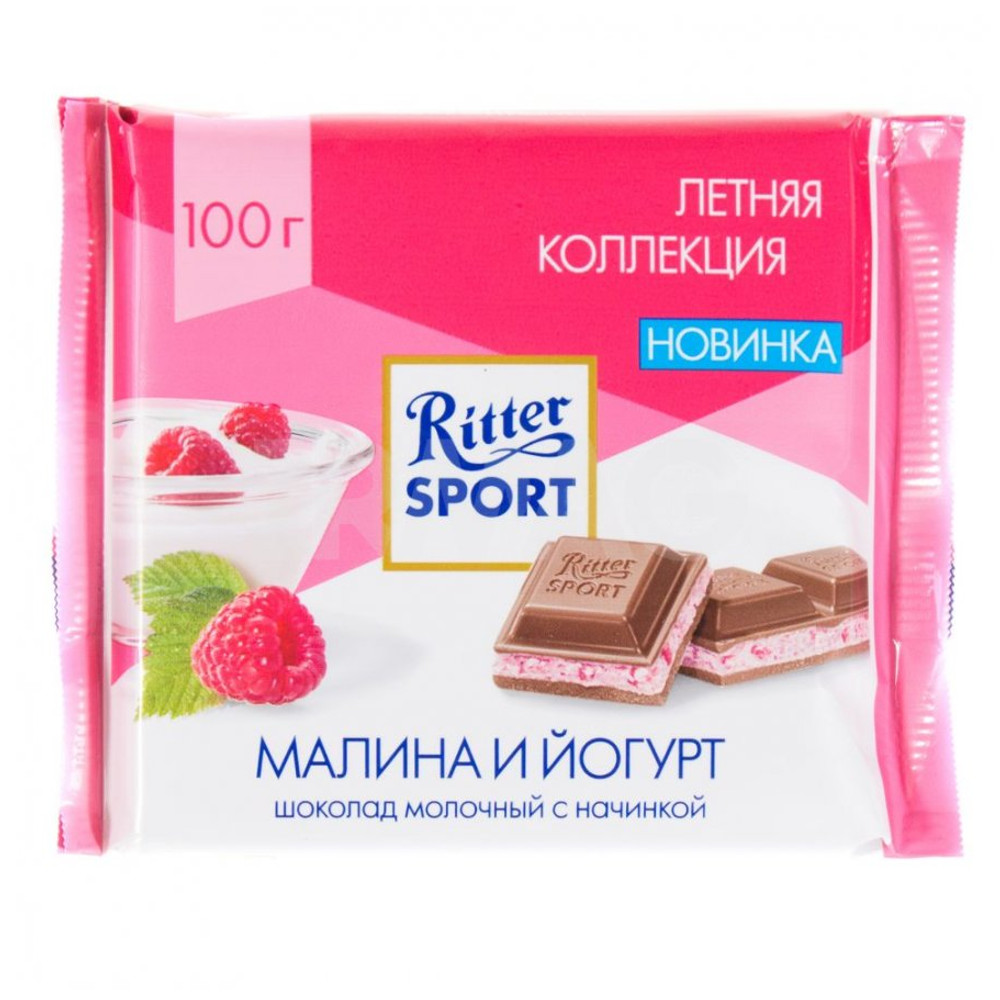 100 г
ЛЕТНЯЯ
КОЛЛЕКЦИЯ
НОВИНКА
Ritter
SPORT
Ritter
SPORT
МАЛИНА И ЙОГУРТ
ШОКОЛАД МОЛОЧНЫЙ С НАЧИНКОЙ